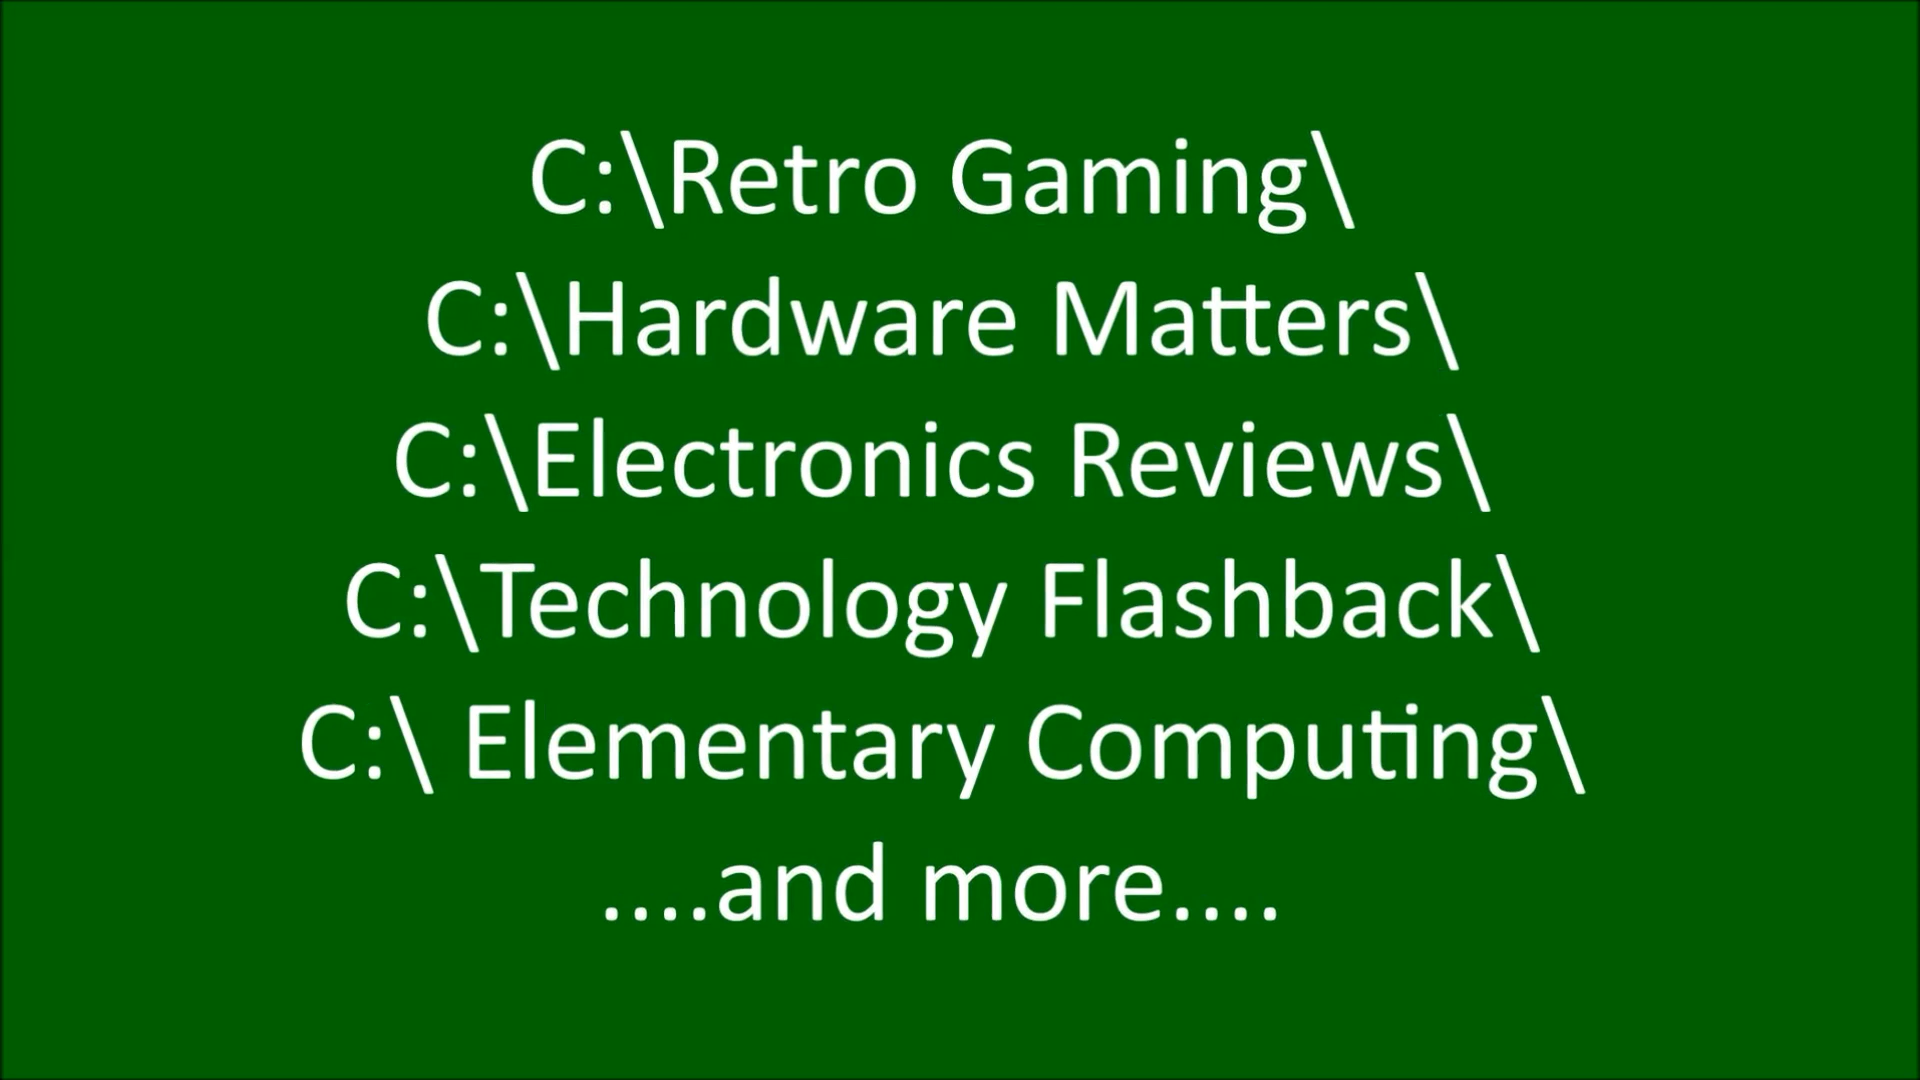 C:\Retro Gaming\
C:\Hardware Matters\
C:\Electronics Reviews\
C:\Technology Flashback\
C:\ Elementary Computing\
....and more....